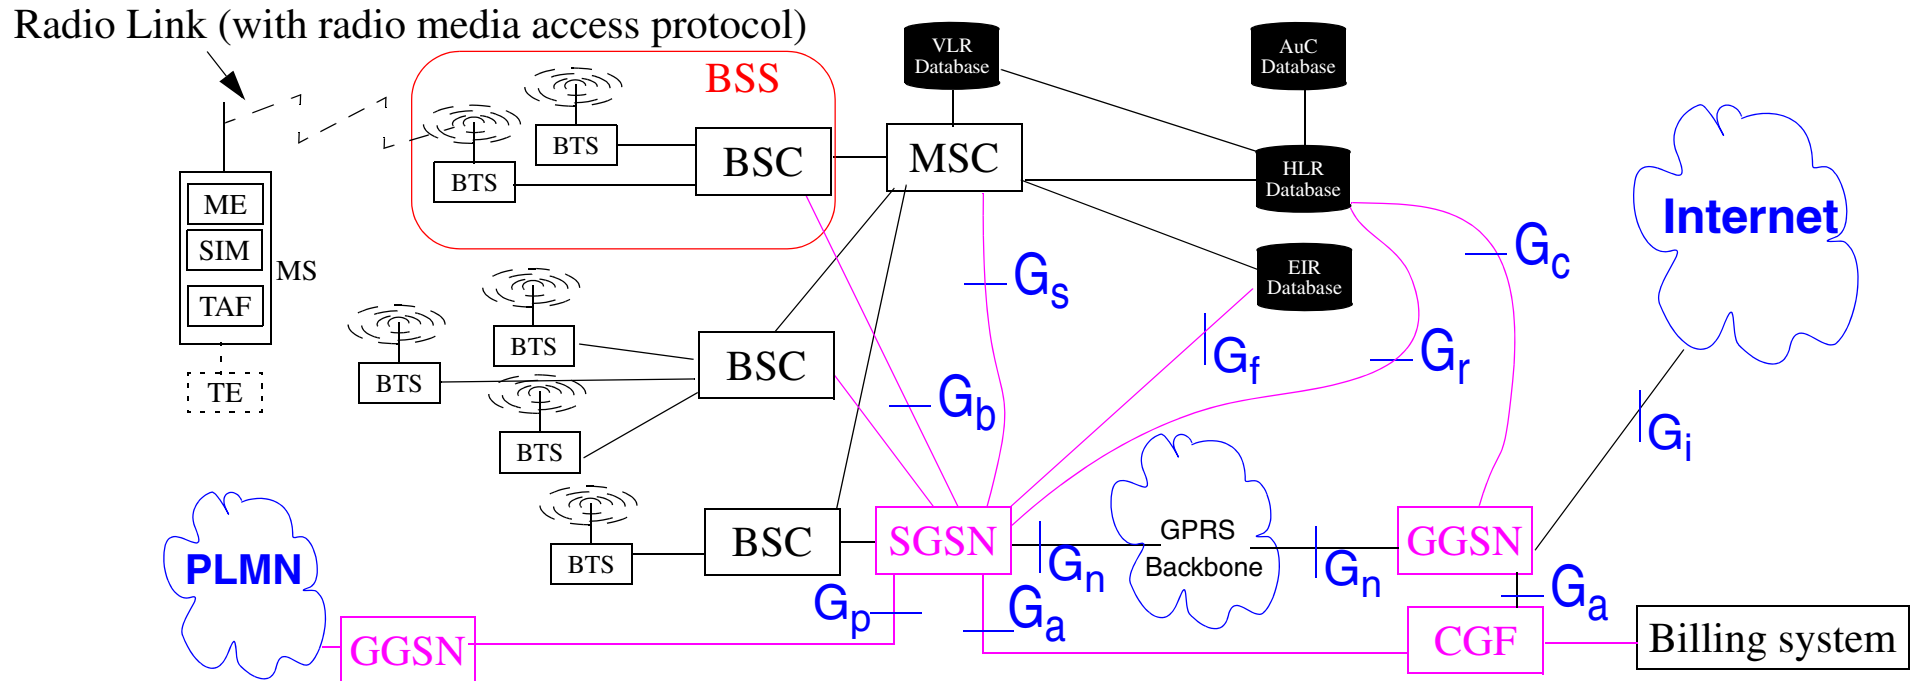 Radio Link (with radio media access protocol)
VLR
Database
AuC
Database
BSS
BTS
BSC
MSC
HLR
Database
BTS
ME
SIM
MS
TAF
TE
Internet
Gs
Gc
EIR
Database
BTS
BTS
BSC
Gb
Gf
Gr
Gi
BTS
BTS
BSC
SGSN
Gn
GPRS
Backbone
Gn
GGSN
PLMN
Gp
Ga
Ga
GGSN
CGF
Billing system